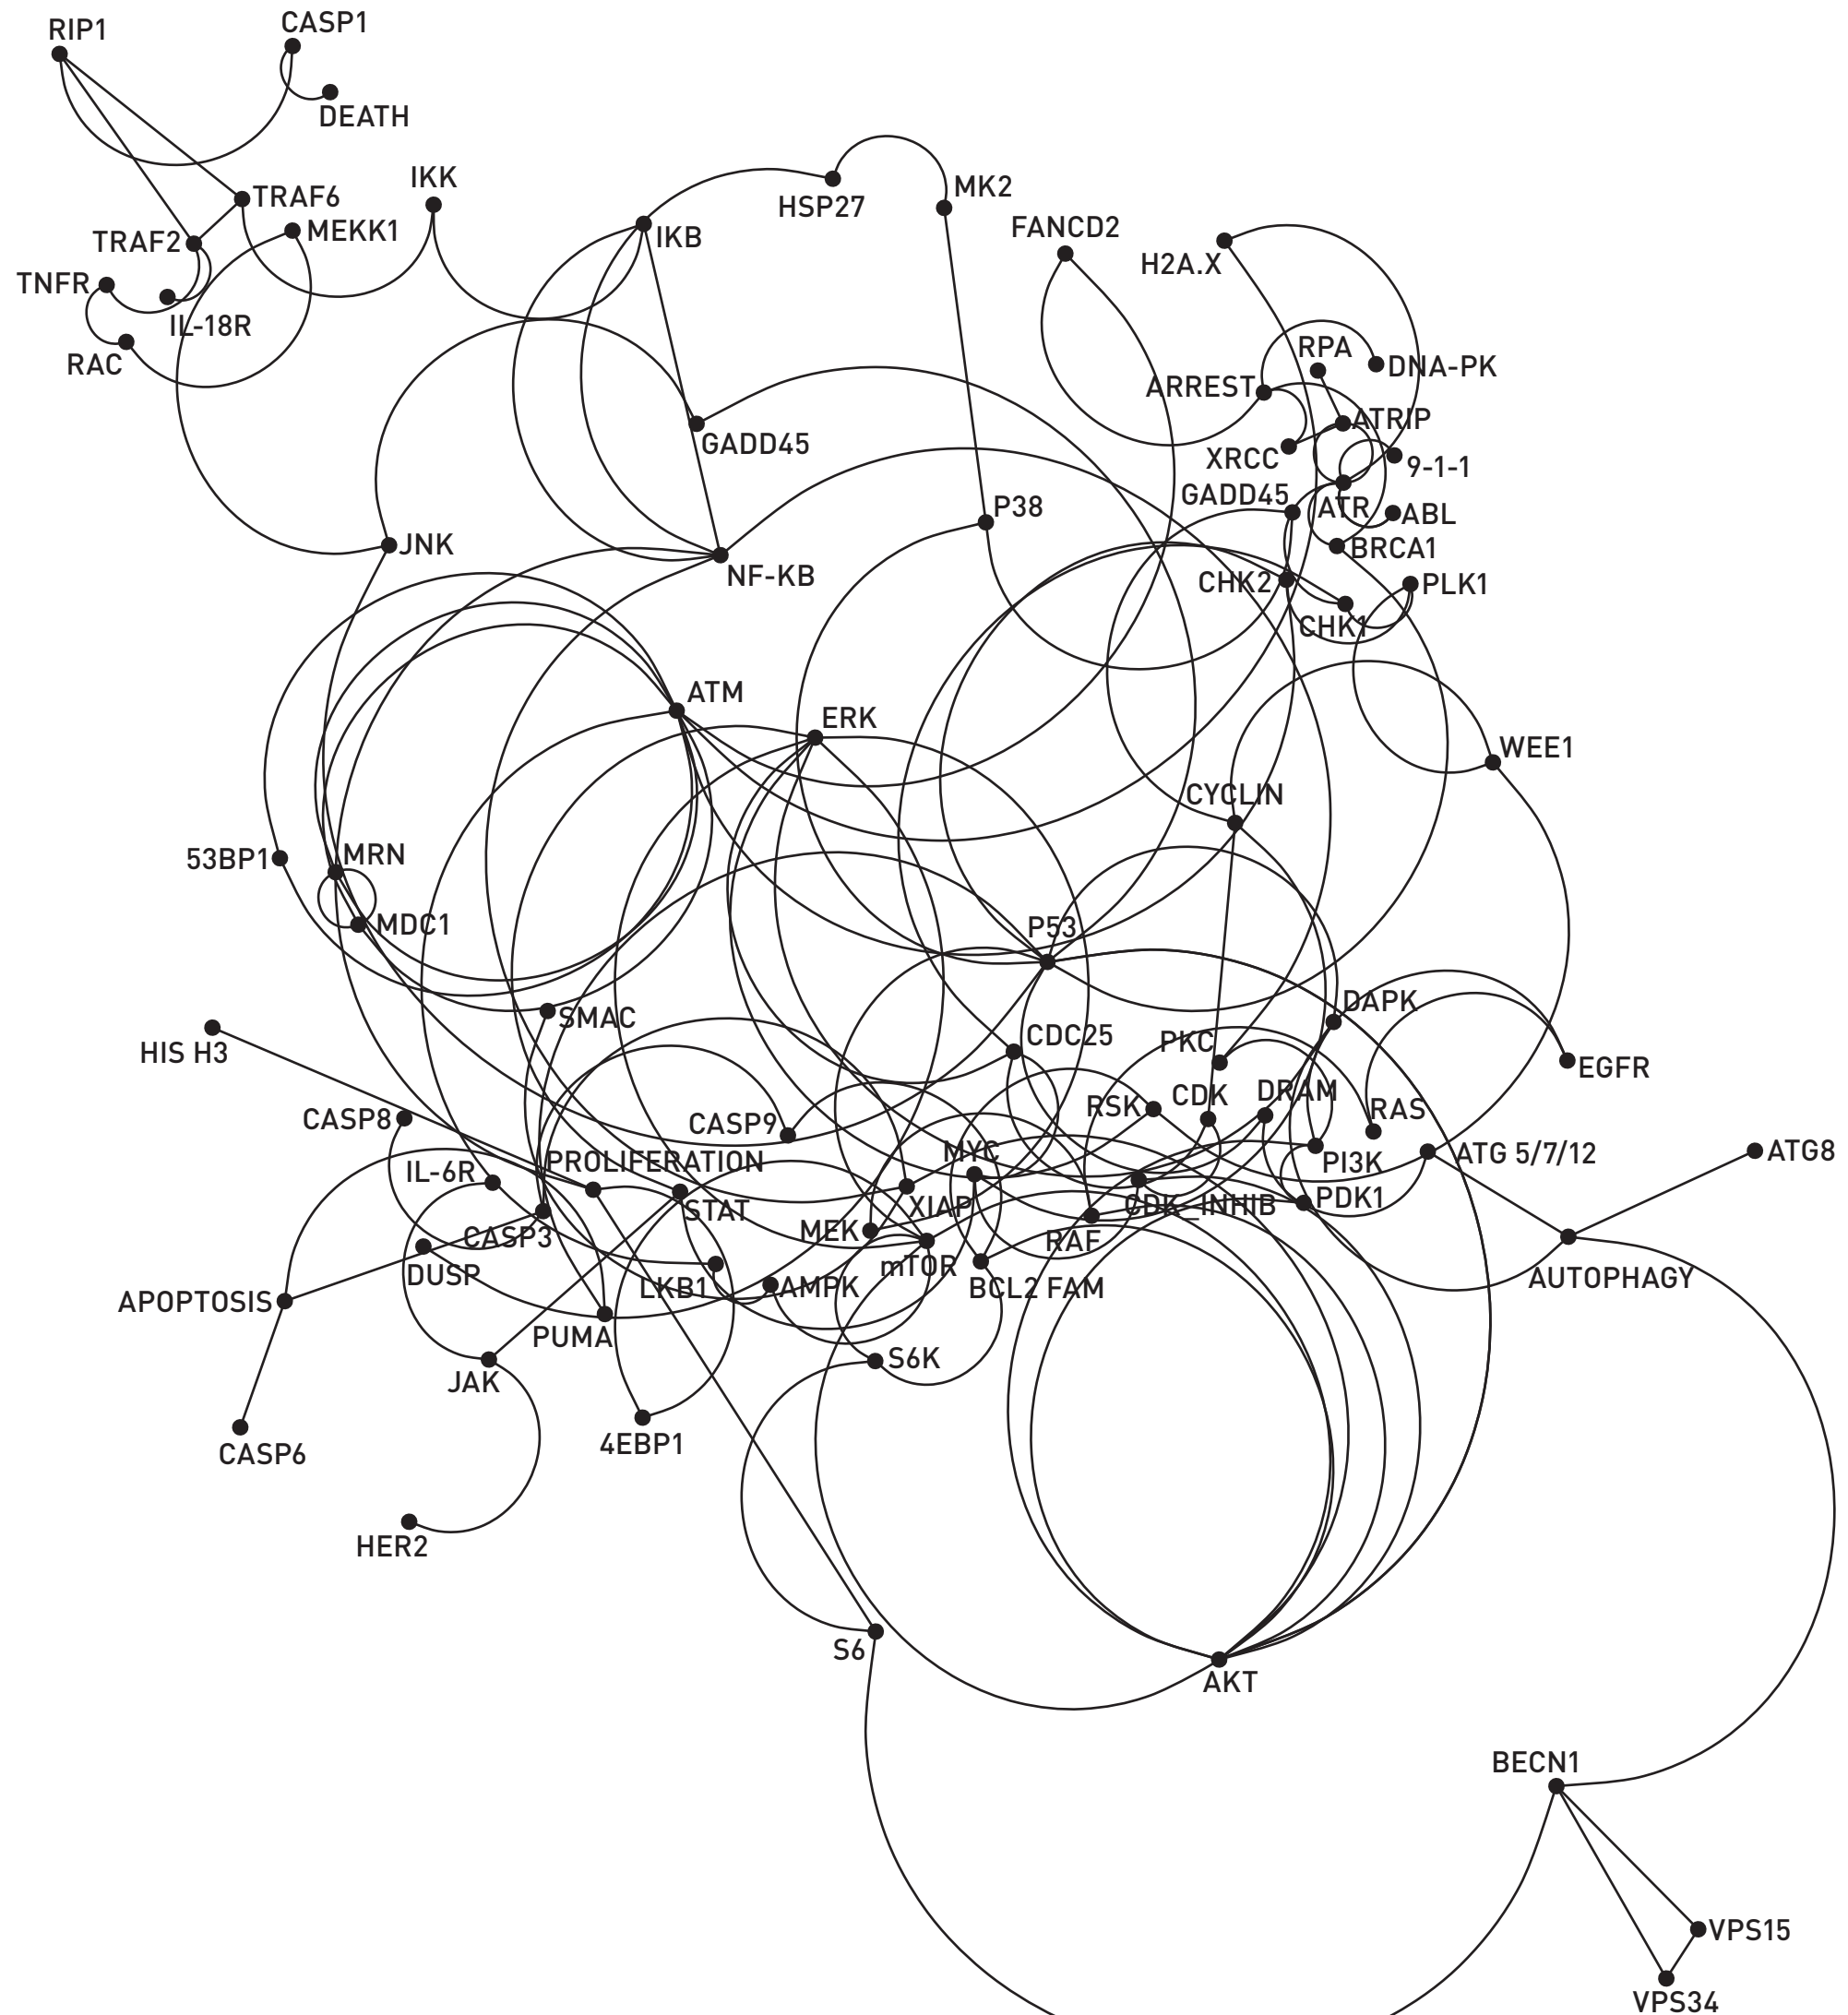 RIP1
CASP1
DEATH
IKK
TRAF6
HSP27
MK2
MEKK1
TRAF2
IKB
FANCD2
H2A.X
TNFR
IL-18R
RAC
RPA
DNA-PK
ARREST
ATRIP
GADD45
XRCC
9-1-1
GADD45
P38
ATR
ABL
JNK
BRCA1
NF-KB
CHK2
PLK1
CHK1
ATM
ERK
WEE1
CYCLIN
53BP1
MRN
MDC1
P53
DAPK
SMAC
CDC25
PKC
HIS H3
EGFR
CASP8
CASP9
RSK
CDK
DRAM
RAS
MYC
ATG 5/7/12
ATG8
IL-6R
PROLIFERATION
PI3K
STAT
XIAP
CDK_INHIB
PDK1
MEK
CASP3
RAF
DUSP
mTOR
LKB1
AMPK
BCL2 FAM
AUTOPHAGY
APOPTOSIS
PUMA
S6K
JAK
4EBP1
CASP6
HER2
S6
AKT
BECN1
VPS15
VPS34